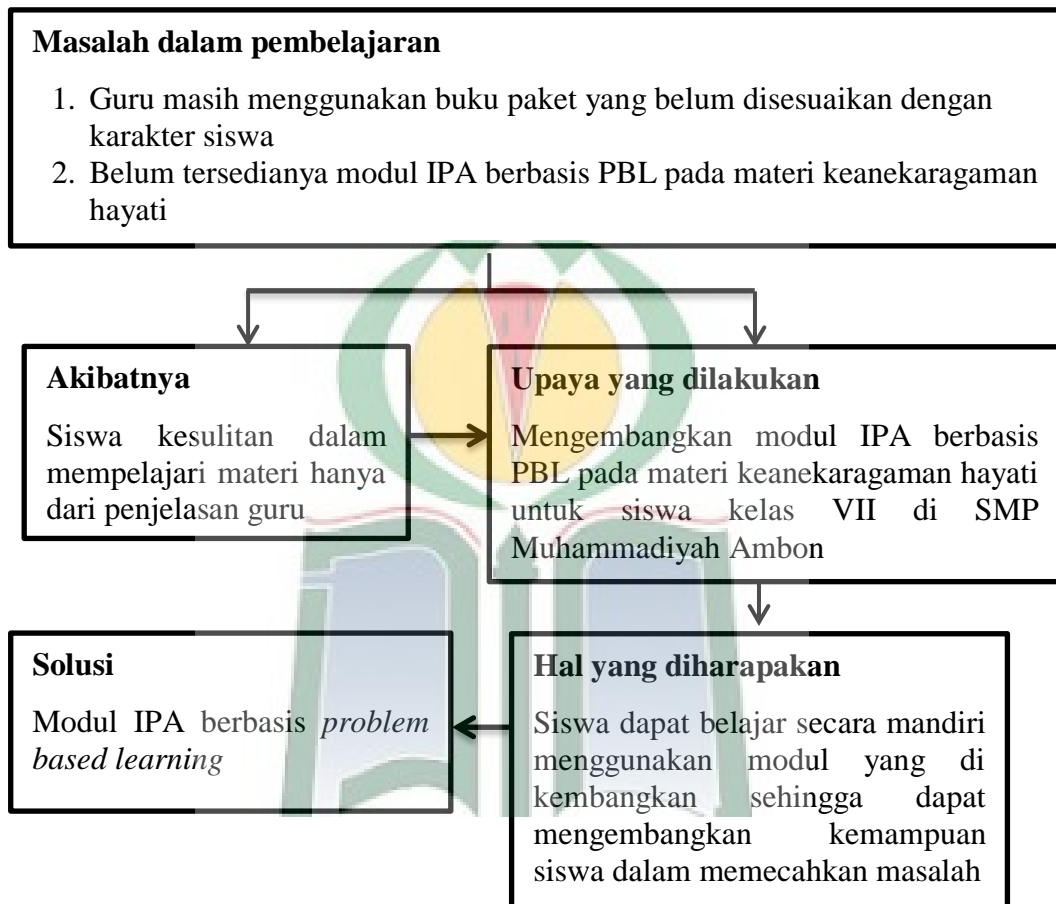 Masalah dalam pembelajaran
1. Guru masih menggunakan buku paket yang belum disesuaikan dengan
karakter siswa
2. Belum tersedianya modul IPA berbasis PBL pada materi keanekaragaman
hayati
Akibatnya
Siswa kesulitan dalam
mempelajari materi hanya
dari penjelasan guru
Upaya yang dilakukan
Mengembangkan modul IPA berbasis
PBL pada materi keanekaragaman hayati
untuk siswa kelas VII di SMP
Muhammadiyah Ambon
Solusi
Modul IPA berbasis problem
based learning
Hal yang diharapakan
Siswa dapat belajar secara mandiri
menggunakan modul yang di
kembangkan sehingga dapat
mengembangkan kemampuan
siswa dalam memecahkan masalah